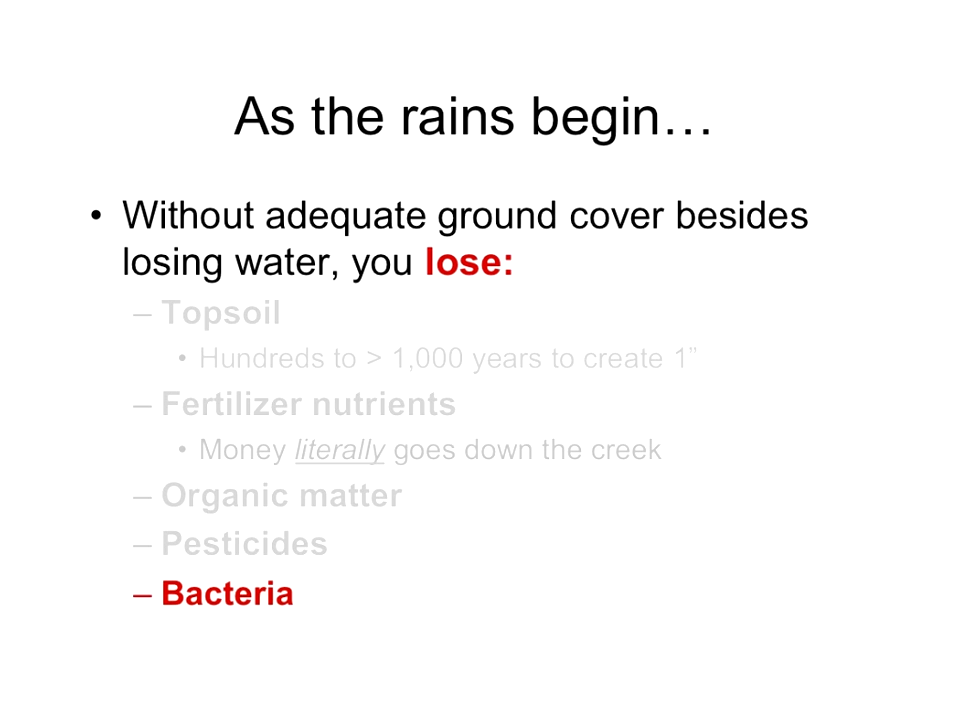 As the rains begin…
• Without adequate ground cover besides
losing water, you lose:
– Topsoil
• Hundreds to > 1,000 years to create 1”
– Fertilizer nutrients
• Money literally goes down the creek
– Organic matter
– Pesticides
– Bacteria